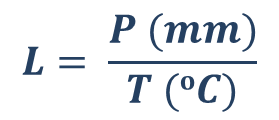 L = P (mm)
T (ºC)